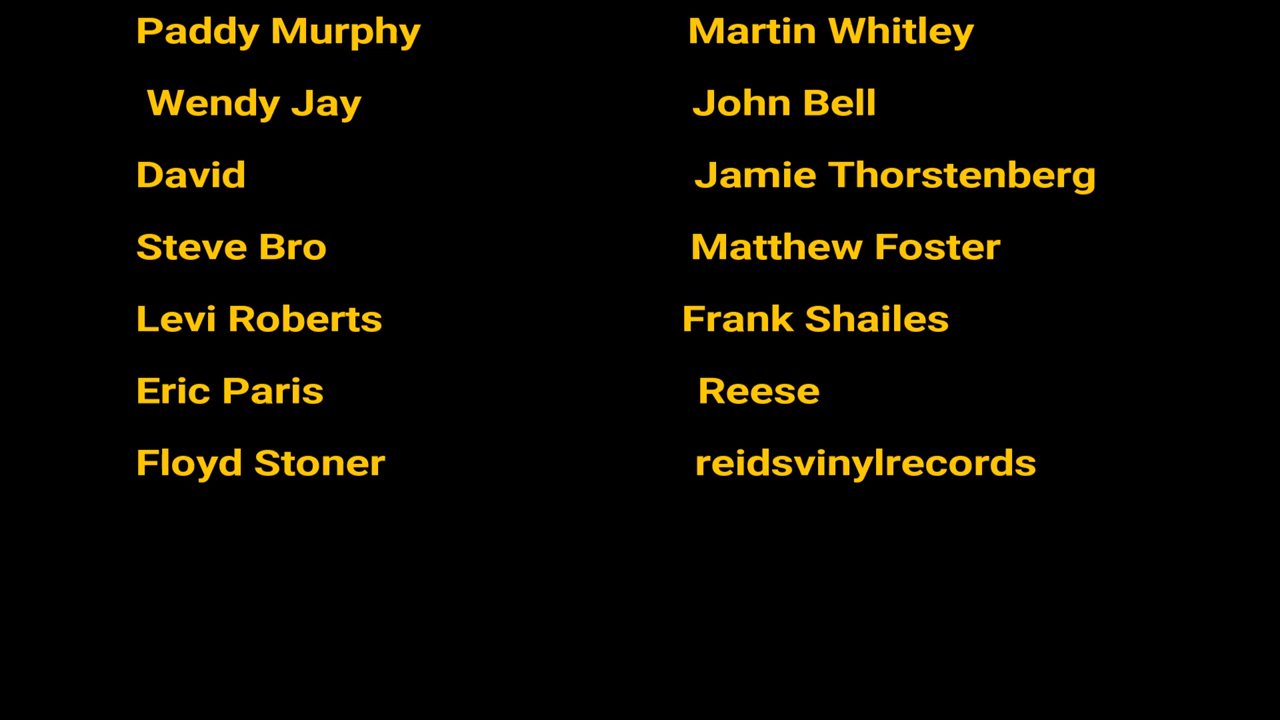 Paddy Murphy Martin Whitley
Wendy Jay John Bell
David Jamie Thorstenberg
Steve Bro Matthew Foster
Levi Roberts Frank Shailes
Eric Paris Reese
Floyd Stoner reidsvinylrecords